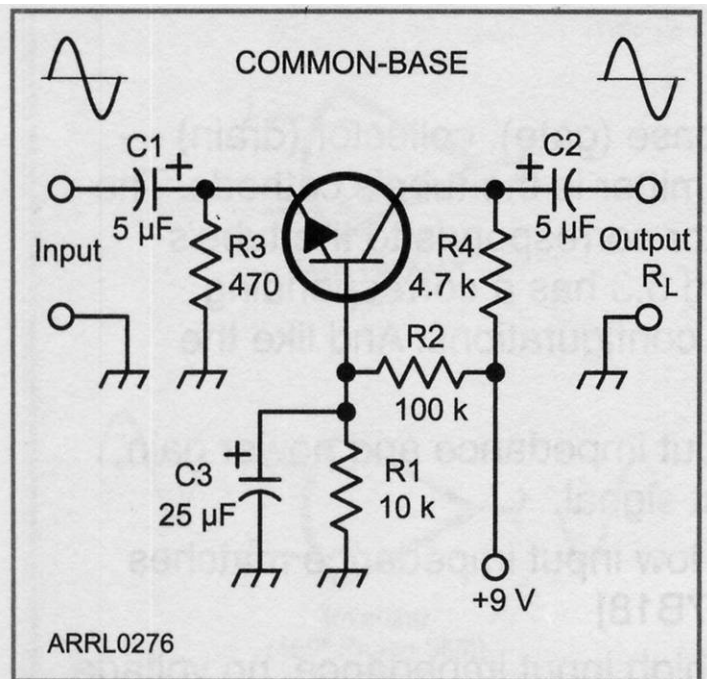 COMMON-BASE
C1 + + C2
5 µF 5 µF
Input R3 R4 Output
470 4.7 k R_L
R2
100 k
+
C3 R1
25 µF 10 k
+9 V
ARRL0276